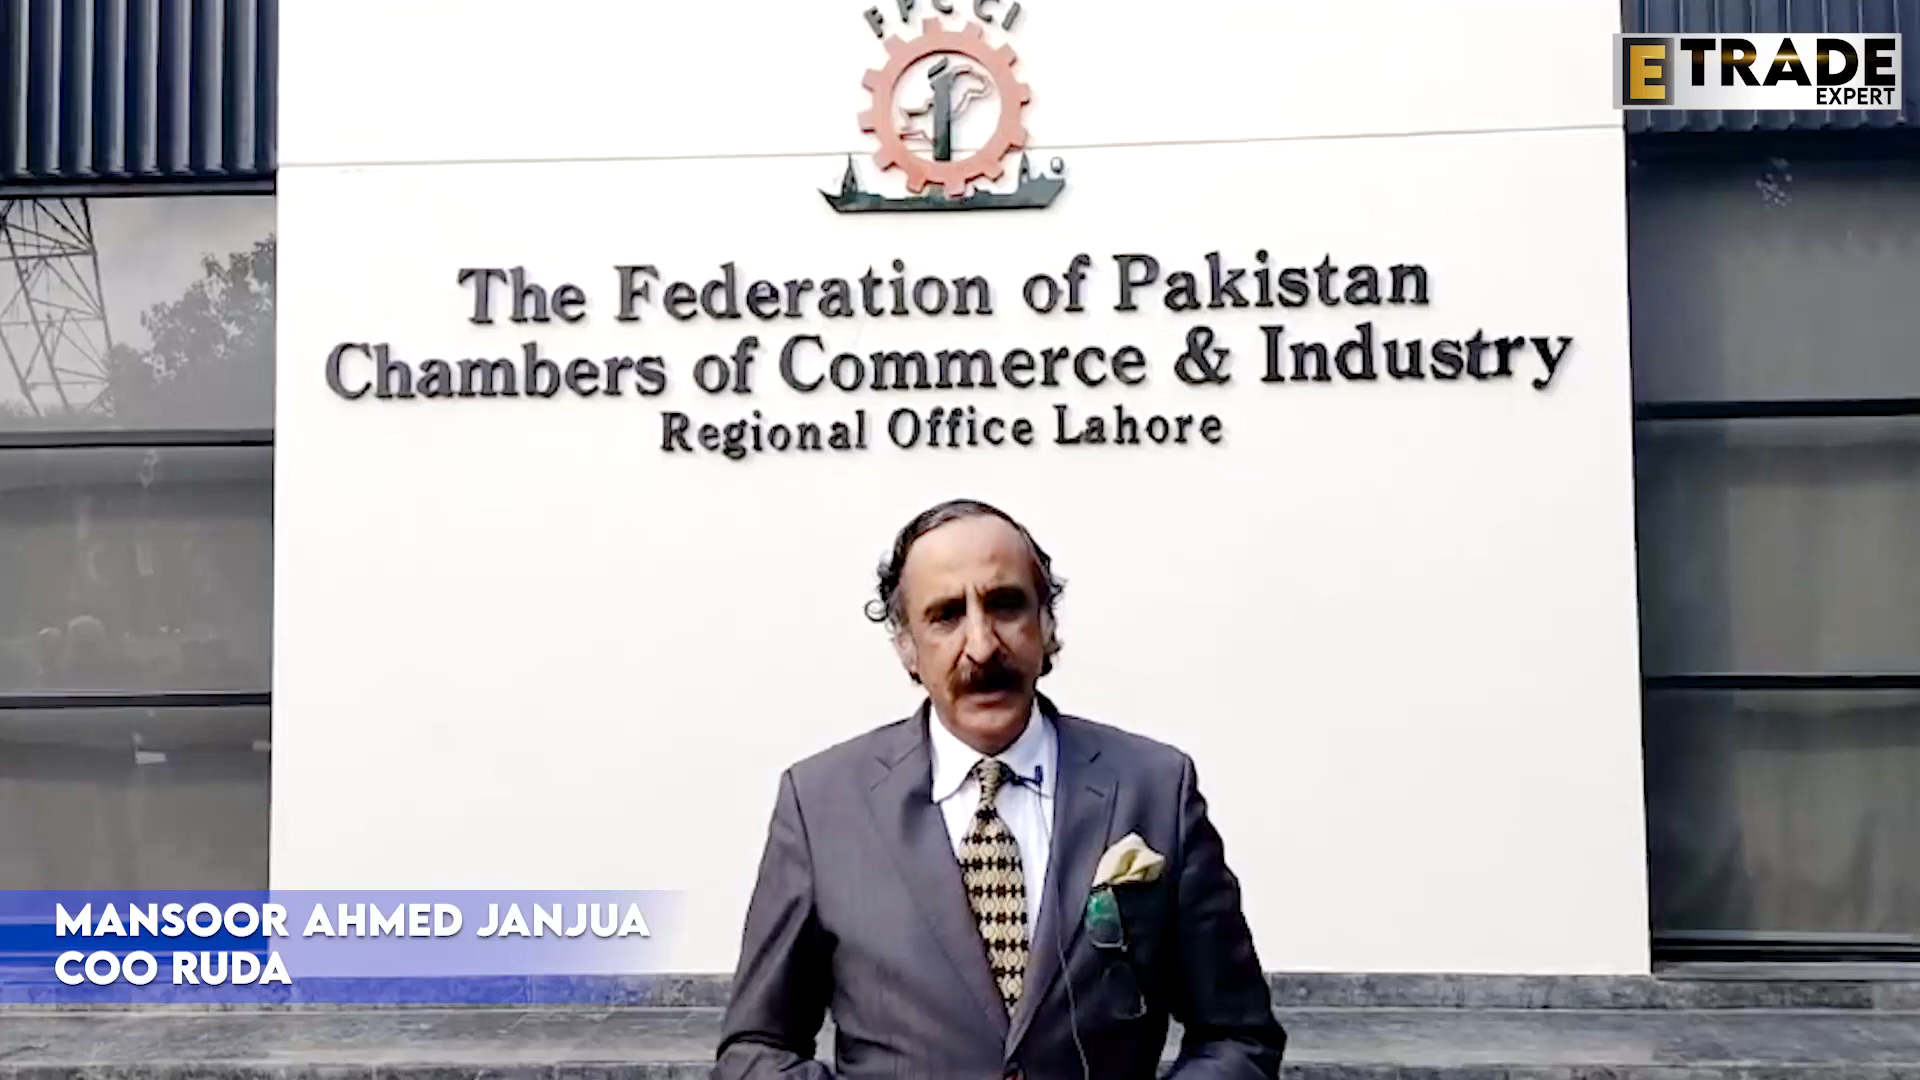 FPCCI
E TRADE
EXPERT
The Federation of Pakistan
Chambers of Commerce & Industry
Regional Office Lahore
MANSOOR AHMED JANJUA
COO RUDA